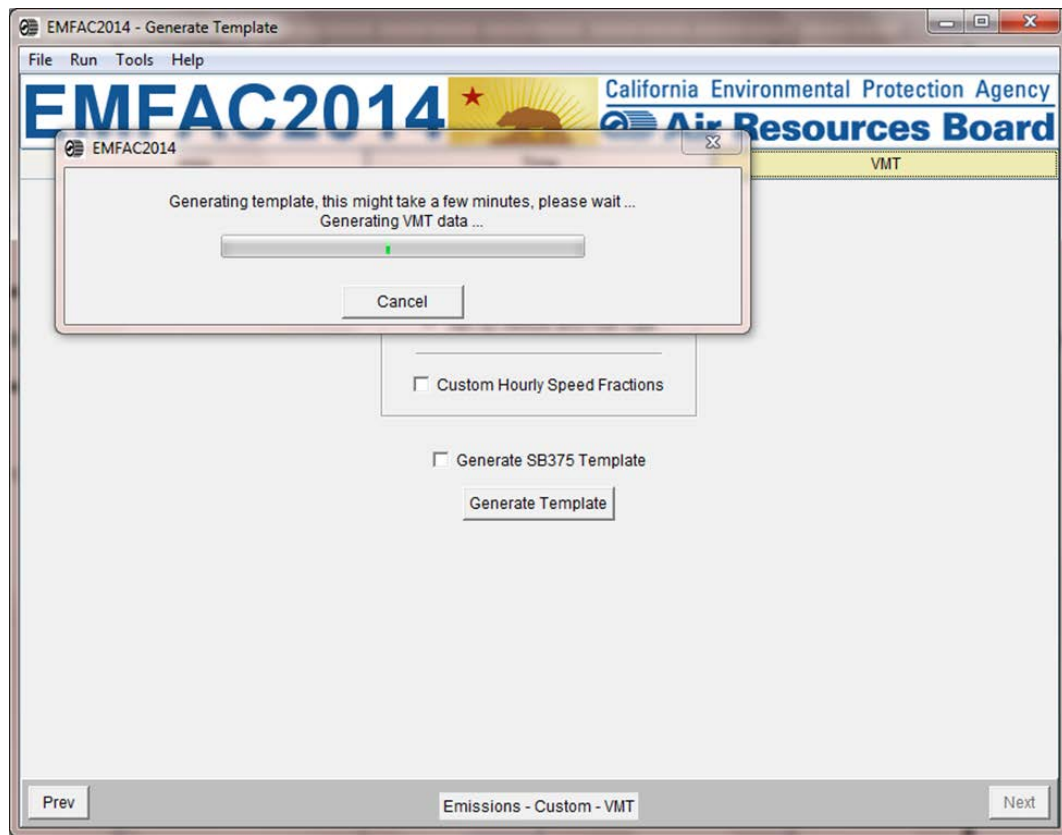 EMFAC2014 - Generate Template
File Run Tools Help
EMFAC2014
California Environmental Protection Agency
Air Resources Board
VMT
EMFAC2014
Generating template, this might take a few minutes, please wait ...
Generating VMT data ...
Cancel
Custom Hourly Speed Fractions
Generate SB375 Template
Generate Template
Prev
Emissions - Custom - VMT
Next